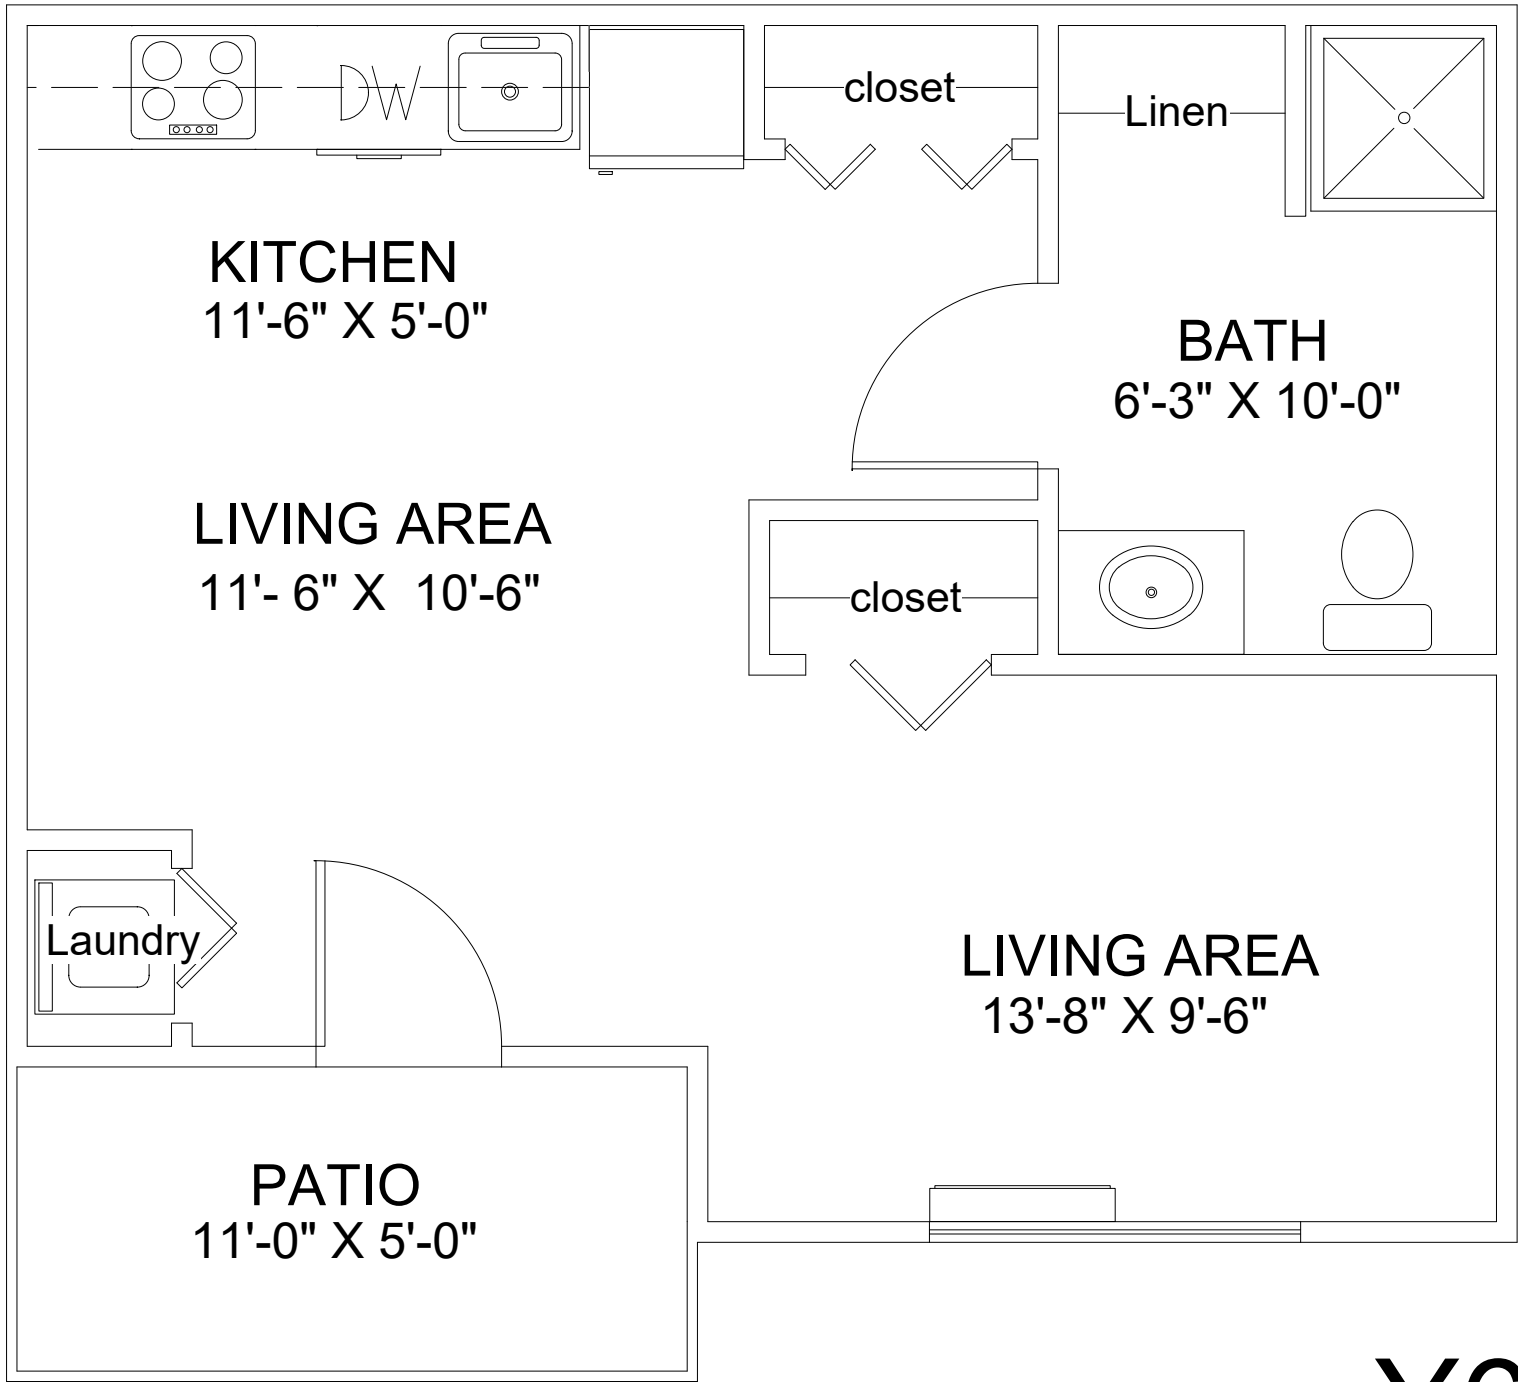 DW
closet
Linen
KITCHEN
11'-6" X 5'-0"
BATH
6'-3" X 10'-0"
LIVING AREA
11'- 6" X 10'-6"
closet
Laundry
LIVING AREA
13'-8" X 9'-6"
PATIO
11'-0" X 5'-0"